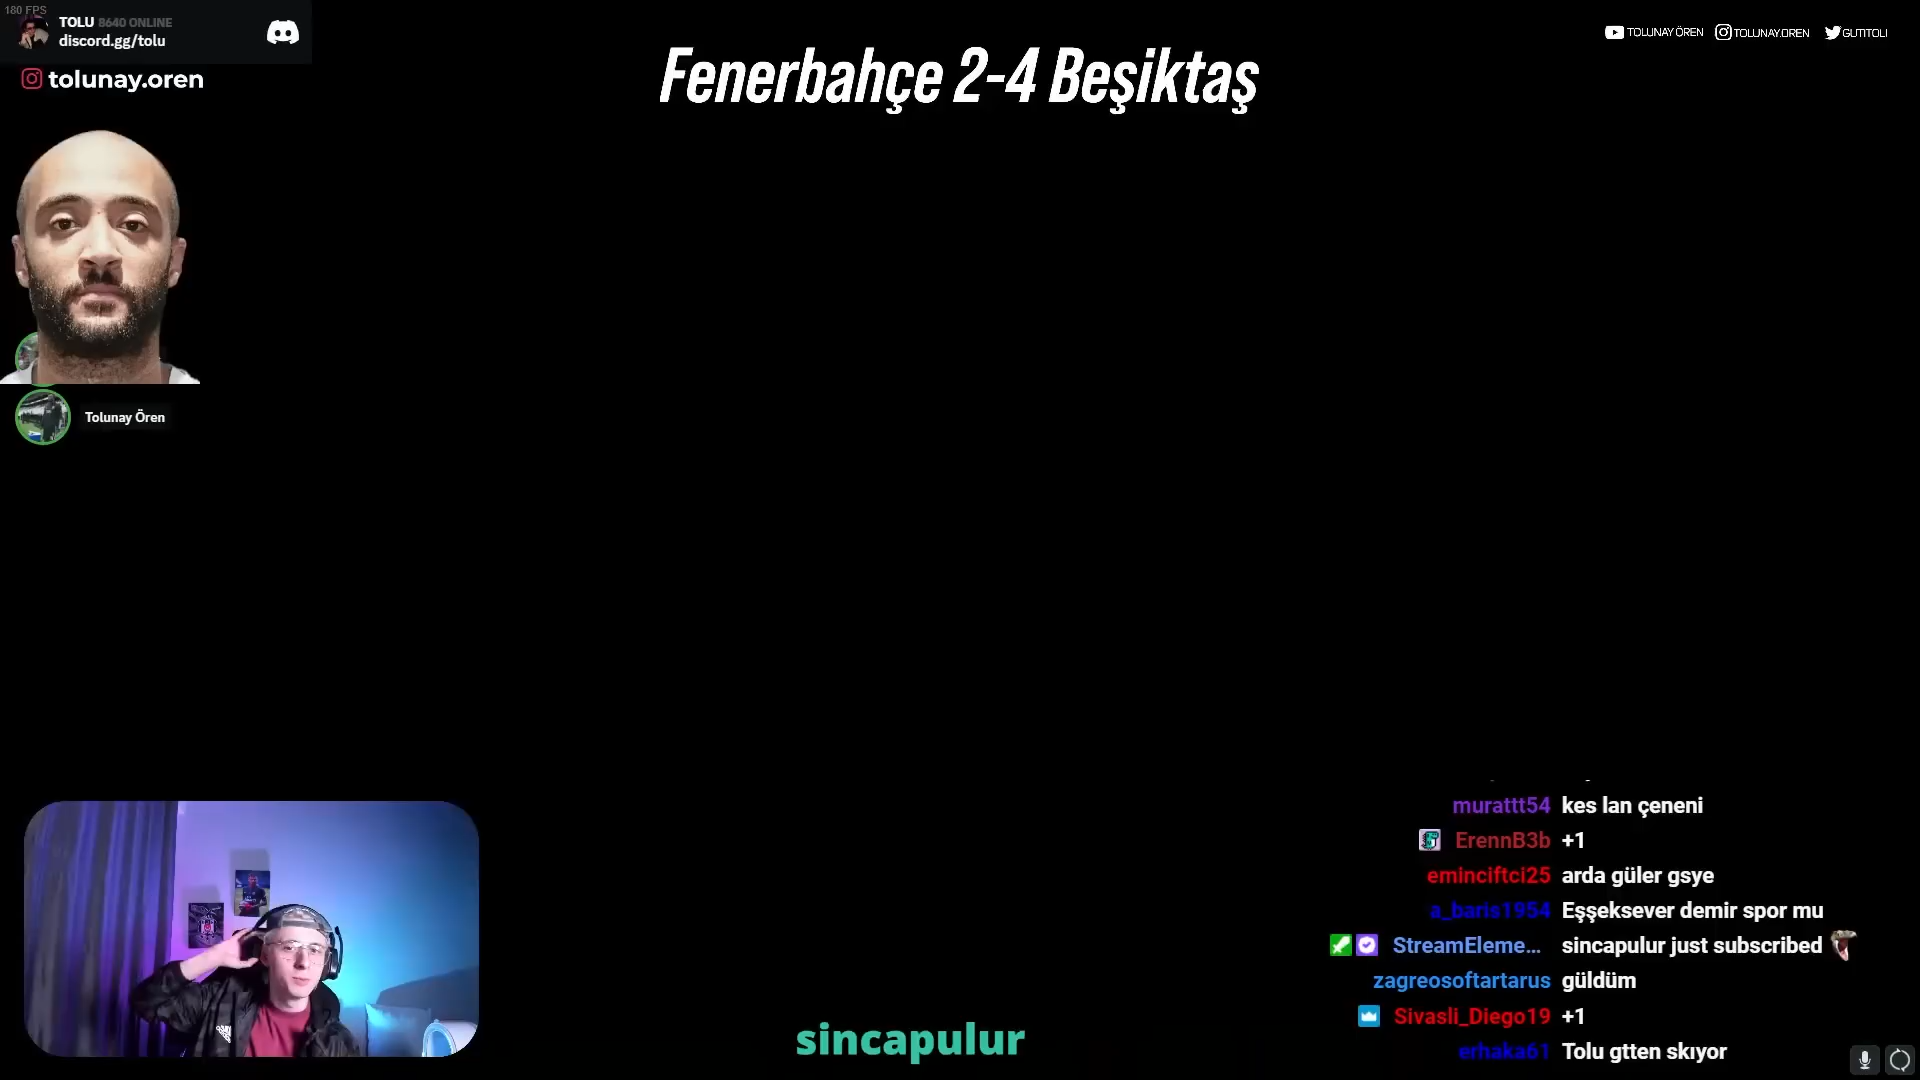 180 FPS
TOLU 8640 ONLINE
discord.gg/tolu
tolunay.oren
Fenerbahçe 2-4 Beşiktaş
TOLUNAY ÖREN TOLUNAY.OREN GUTITOLI
Tolunay Ören
murattt54 kes lan çeneni
ErennB3b +1
eminciftci25 arda güler gsye
a_baris1954 Eşşeksever demir spor mu
StreamEleme... sincapulur just subscribed
zagreosoftartarus güldüm
Sivasli_Diego19 +1
erhaka61 Tolu gtten skıyor
sincapulur